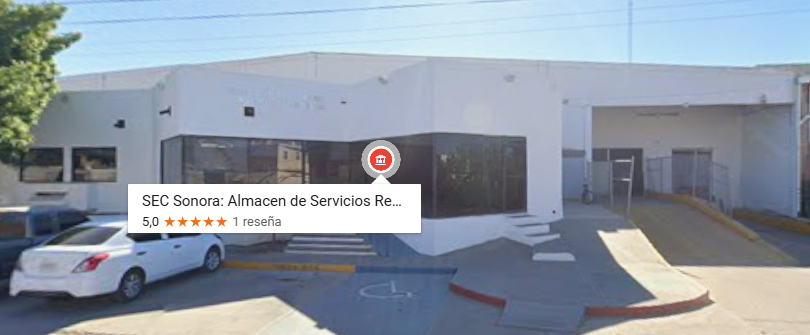 SEC Sonora: Almacen de Servicios Re...
5,0 ★★★★★ 1 reseña